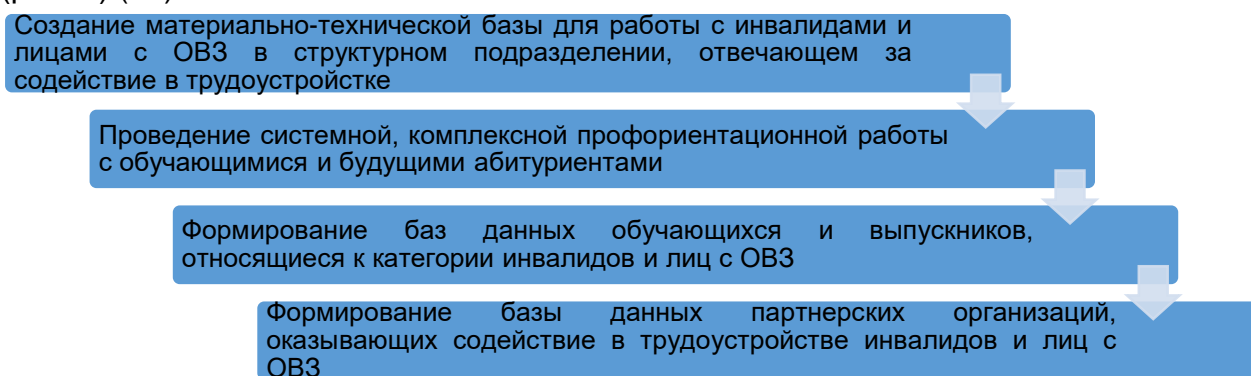 Создание материально-технической базы для работы с инвалидами и
лицами с ОВЗ в структурном подразделении, отвечающем за
содействие в трудоустройстке
Проведение системной, комплексной профориентационной работы
с обучающимися и будущими абитуриентами
Формирование баз данных обучающихся и выпускников,
относящиеся к категории инвалидов и лиц с ОВЗ
Формирование базы данных партнерских организаций,
оказывающих содействие в трудоустройстве инвалидов и лиц с
ОВЗ